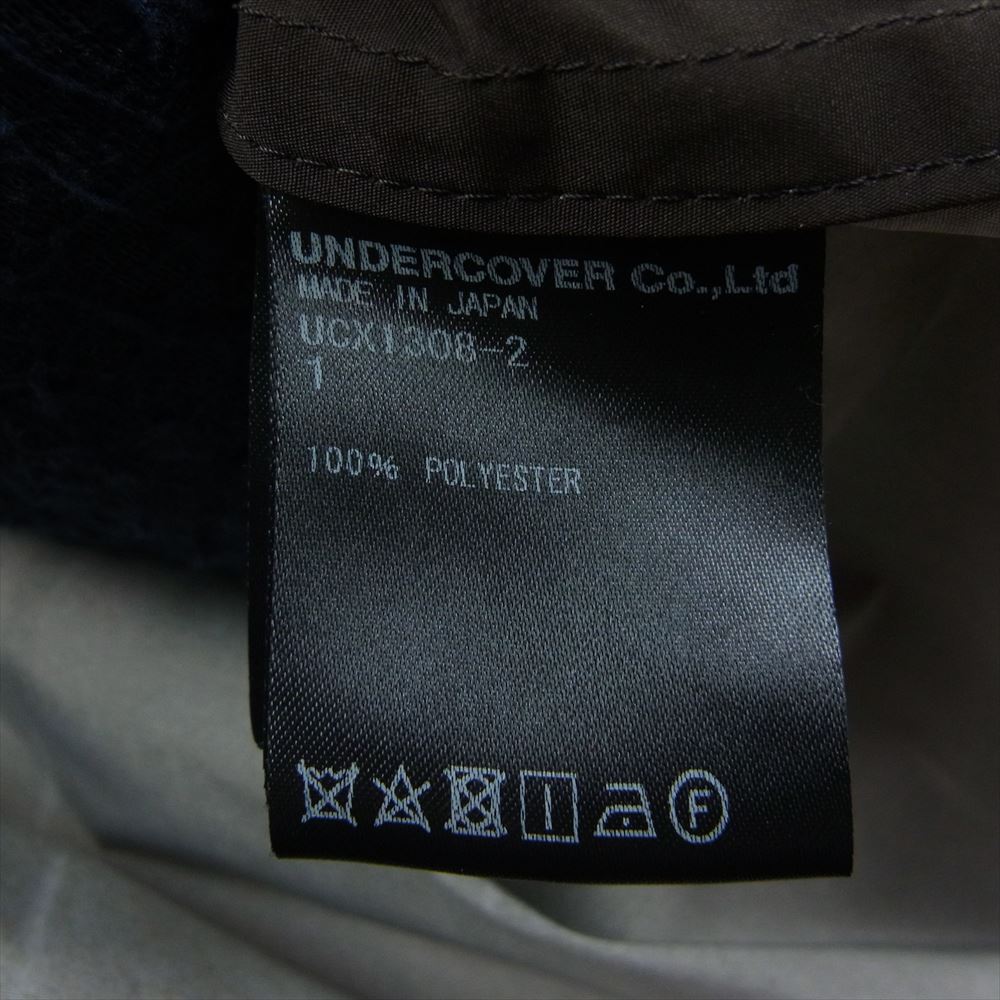 UNDERCOVER Co.,Ltd
MADE IN JAPAN
UCX1308-2
1
100% POLYESTER
F